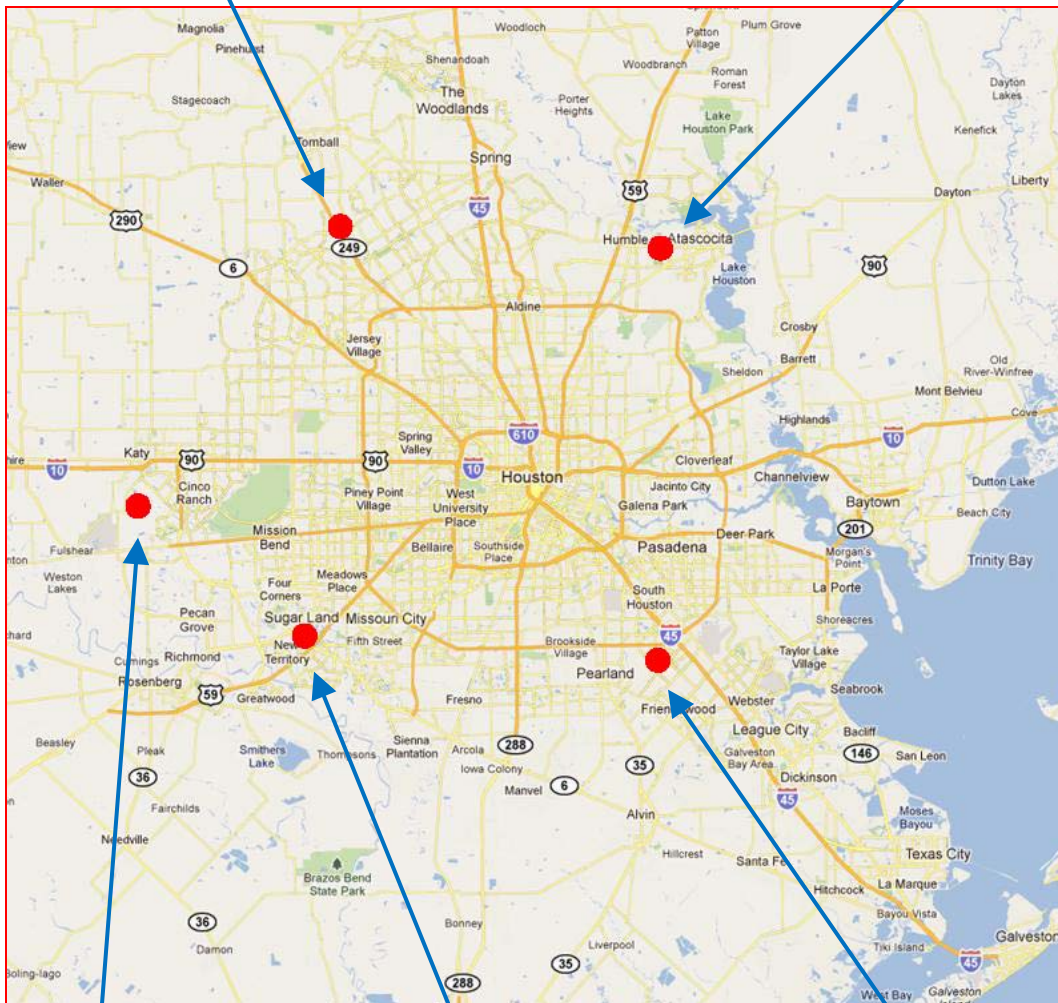 Magnolia
Woodloch
Patton
Village
Plum Grove
Pinehurst
Shenandoah
Woodbranch
Roman
Forest
Stagecoach
The
Woodlands
Porter
Heights
Dayton
Lakes
Lake
Houston Park
Kenefick
Tomball
Spring
Waller
59
Dayton
Liberty
290
45
249
Humble
Atascocita
6
Lake
Houston
90
Aldine
Crosby
Jersey
Village
Barrett
Sheldon
Old
River-Winfree
Mont Belvieu
Highlands
Cove
Spring
Valley
610
10
Katy
90
90
10
Houston
Cloverleaf
10
Channelview
Cinco
Ranch
Piney Point
Village
West
University
Place
Jacinto City
Galena Park
Dutton Lake
Baytown
Beach City
Mission
Bend
Bellaire
Southside
Place
Pasadena
Deer Park
201
Fulshear
Morgan's
Point
Trinity Bay
Weston
Lakes
Four
Corners
Meadows
Place
South
Houston
La Porte
Pecan
Grove
Sugar Land
Missouri City
Shoreacres
Fifth Street
Brookside
Village
45
New
Territory
Cumings
Richmond
Rosenberg
Taylor Lake
Village
Pearland
59
Greatwood
Fresno
Friendswood
Webster
Seabrook
League City
Beasley
Pleak
Smithers
Lake
Thompsons
Sienna
Plantation
Arcola
288
Iowa Colony
35
Galveston
Bay Area
Bacliff
146
San Leon
36
Manvel
6
Dickinson
45
Fairchilds
Alvin
Moses
Bayou
Needville
Hillcrest
Santa Fe
Texas City
Brazos Bend
State Park
Hitchcock
La Marque
36
Bonney
Bayou Vista
Damon
Liverpool
Tiki Island
Galveston
35
45
288
West Bay
Galveston
Island